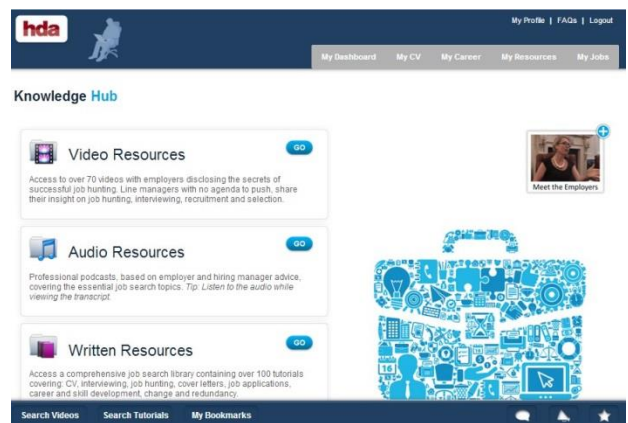 hda
My Profile | FAQs | Logout
My Dashboard My CV My Career My Resources My Jobs
Knowledge Hub
Video Resources
GO
Access to over 70 videos with employers disclosing the secrets of
successful job hunting. Line managers with no agenda to push, share
their insight on job hunting, interviewing, recruitment and selection.
Audio Resources
GO
Professional podcasts, based on employer and hiring manager advice,
covering the essential job search topics. Tip: Listen to the audio while
viewing the transcript.
Written Resources
GO
Access a comprehensive job search library containing over 100 tutorials
covering: CV, interviewing, job hunting, cover letters, job applications,
career and skill development, change and redundancy.
Meet the Employers
16
Search Videos Search Tutorials My Bookmarks